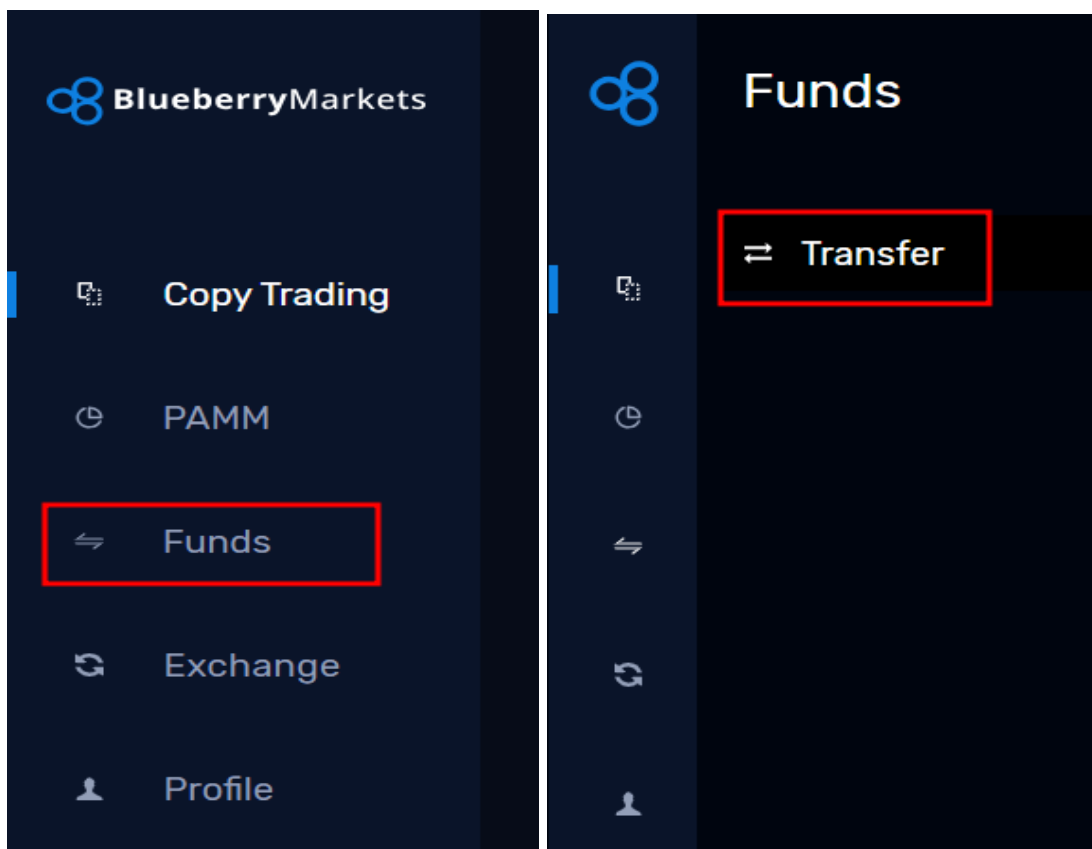 BlueberryMarkets
Copy Trading
PAMM
Funds
Exchange
Profile
Funds
Transfer